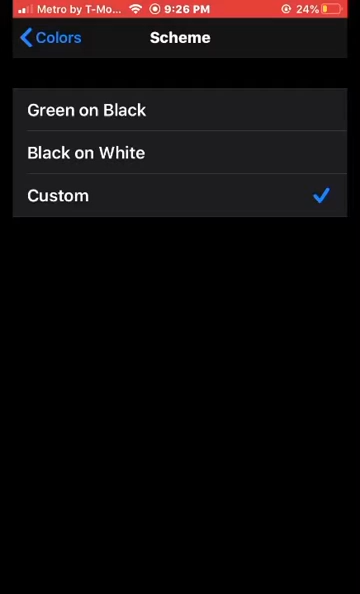 Metro by T-Mo... 9:26 PM 24%
Colors Scheme
Green on Black
Black on White
Custom